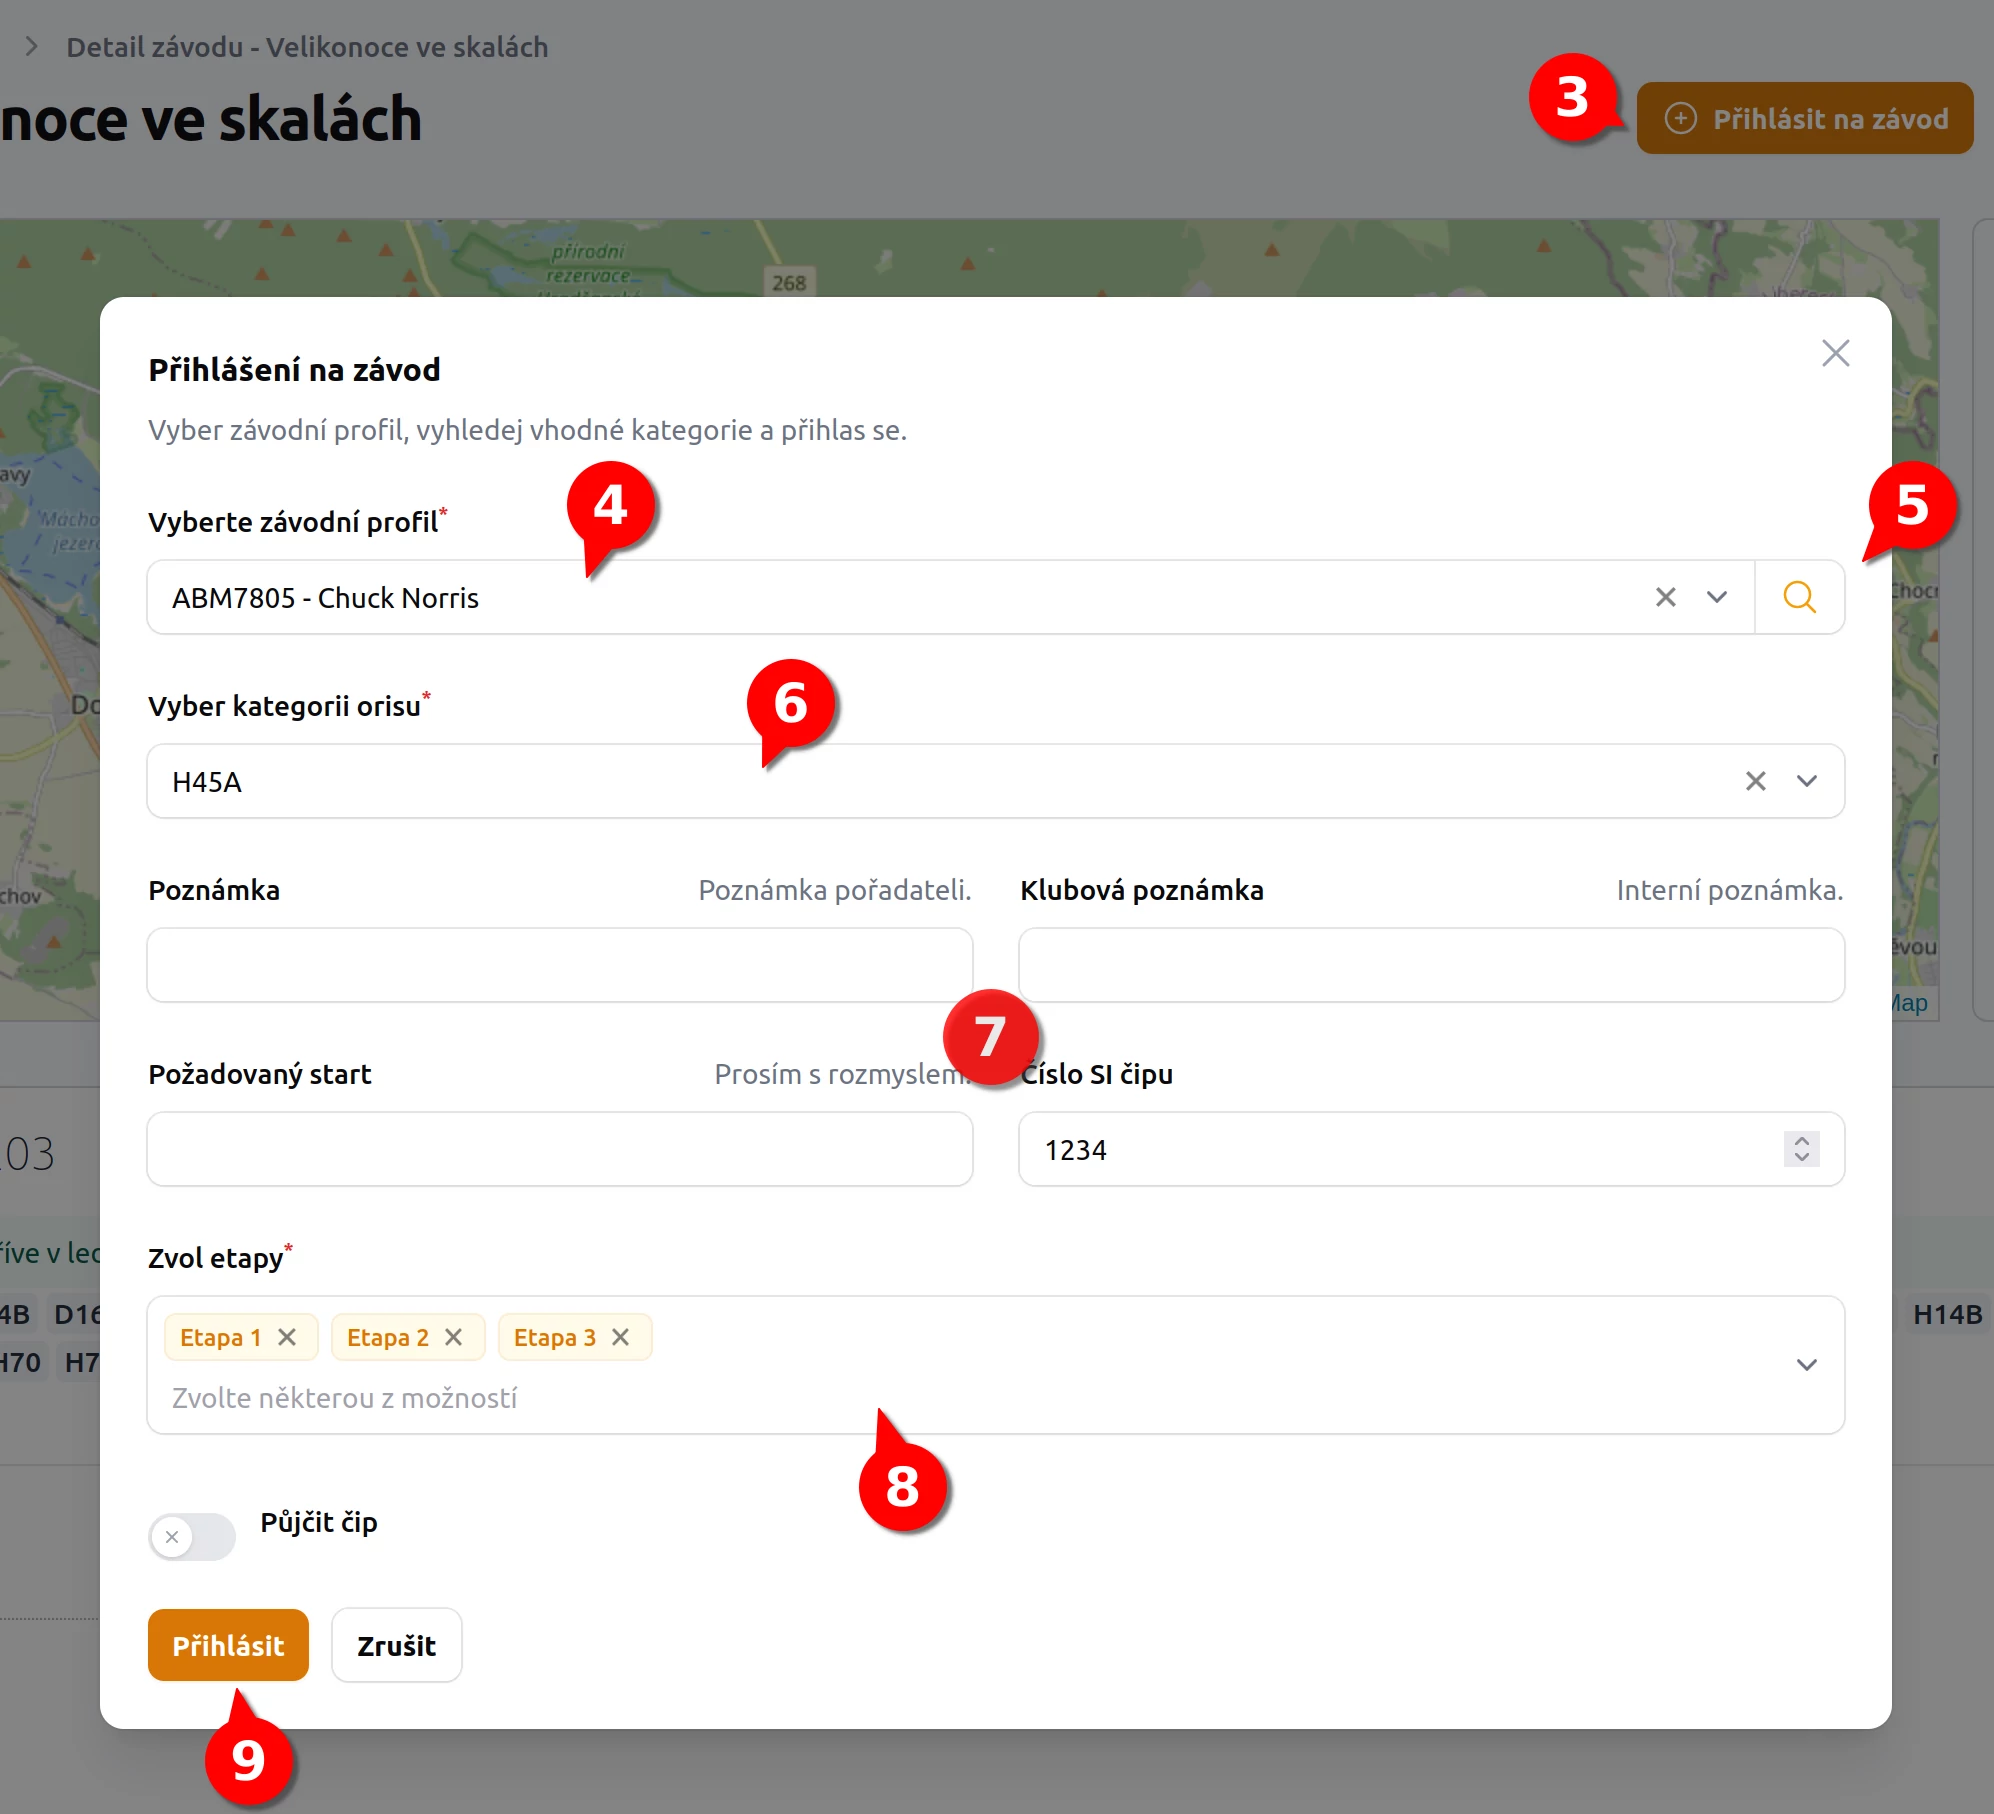 Detail závodu - Velikonoce ve skalách
noce ve skalách
3
Přihlásit na závod
přírodní
rezervace
268
Přihlášení na závod
Vyber závodní profil, vyhledej vhodné kategorie a přihlas se.
4
5
Vyberte závodní profil*
ABM7805 - Chuck Norris
6
Vyber kategorii orisu*
H45A
Poznámka
Poznámka pořadateli.
Klubová poznámka
Interní poznámka.
7
Požadovaný start
Prosím s rozmyslem.
Číslo SI čipu
1234
Zvol etapy*
Etapa 1
Etapa 2
Etapa 3
Zvolte některou z možností
8
Půjčit čip
Přihlásit
Zrušit
9
avy
Mácho
jezero
Do
chov
Chocn
ěvou
Map
03
íve v lec
4B
D16
H14B
H70
H7